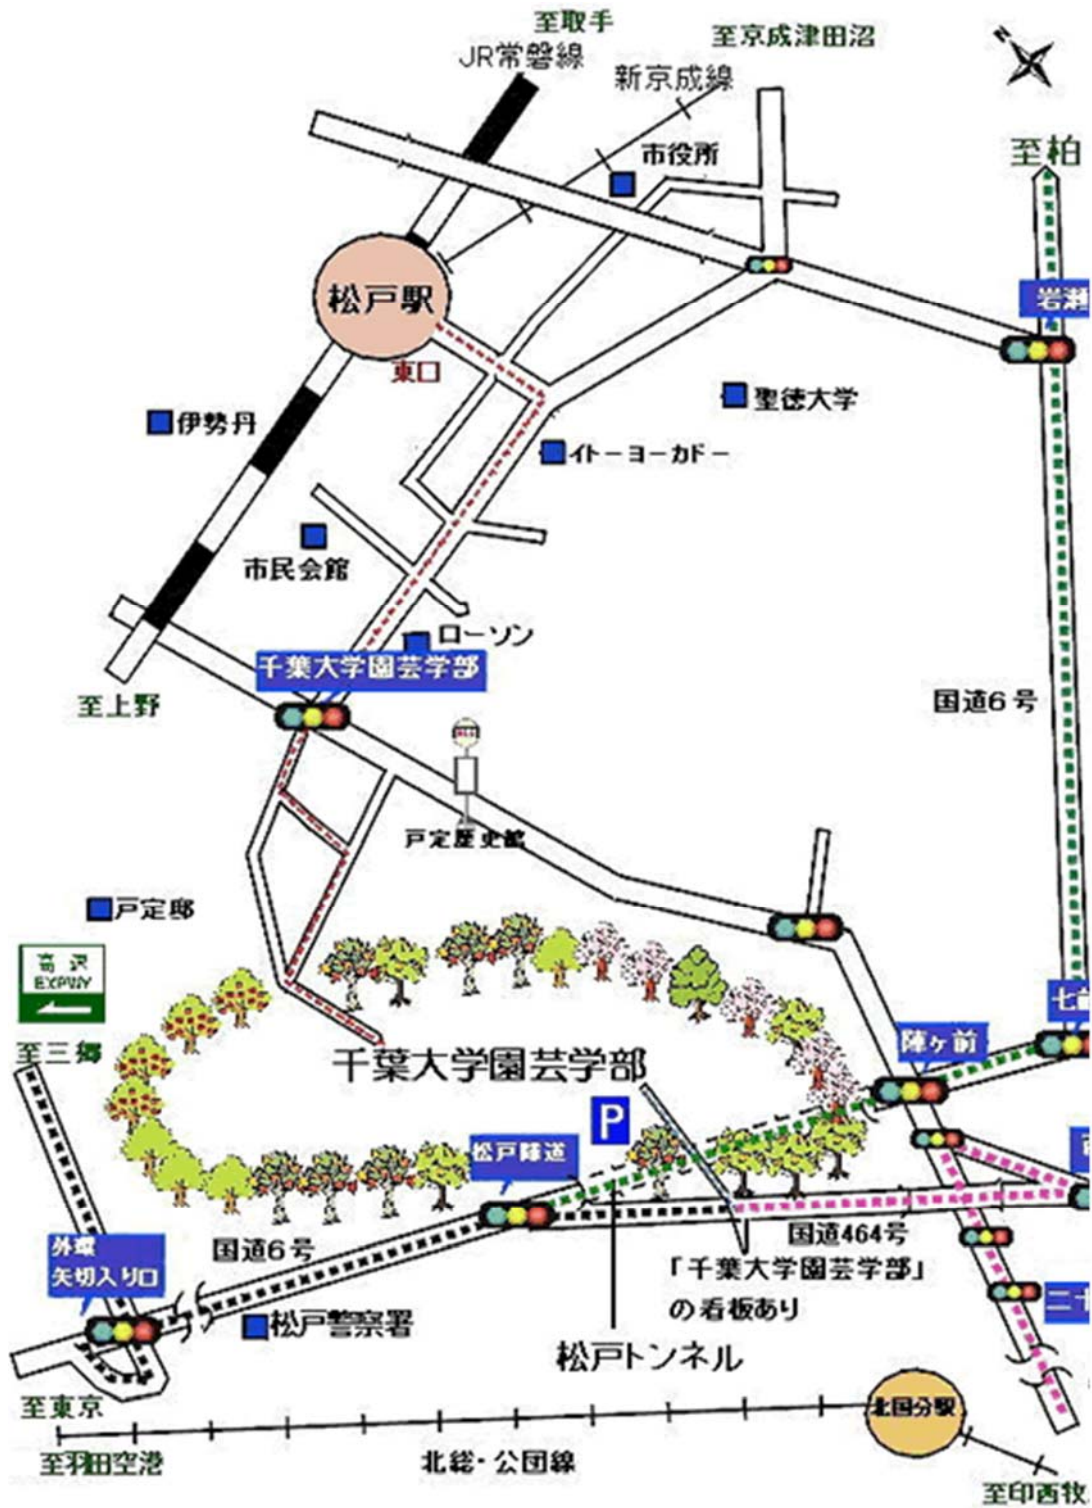 至取手
至京成津田沼
JR常磐線
新京成線
N
市役所
至柏
松戸駅
岩瀬
東口
聖徳大学
伊勢丹
イトーヨーカドー
市民会館
ローソン
千葉大学園芸学部
至上野
国道6号
戸定歴史館
戸定邸
EXPWY
至三郷
陣ヶ前
千葉大学園芸学部
P
松戸隧道
国道6号
国道464号
外環
矢切入り口
「千葉大学園芸学部」
の看板あり
松戸警察署
松戸トンネル
至東京
北国分駅
至羽田空港
北総・公団線
至印西牧